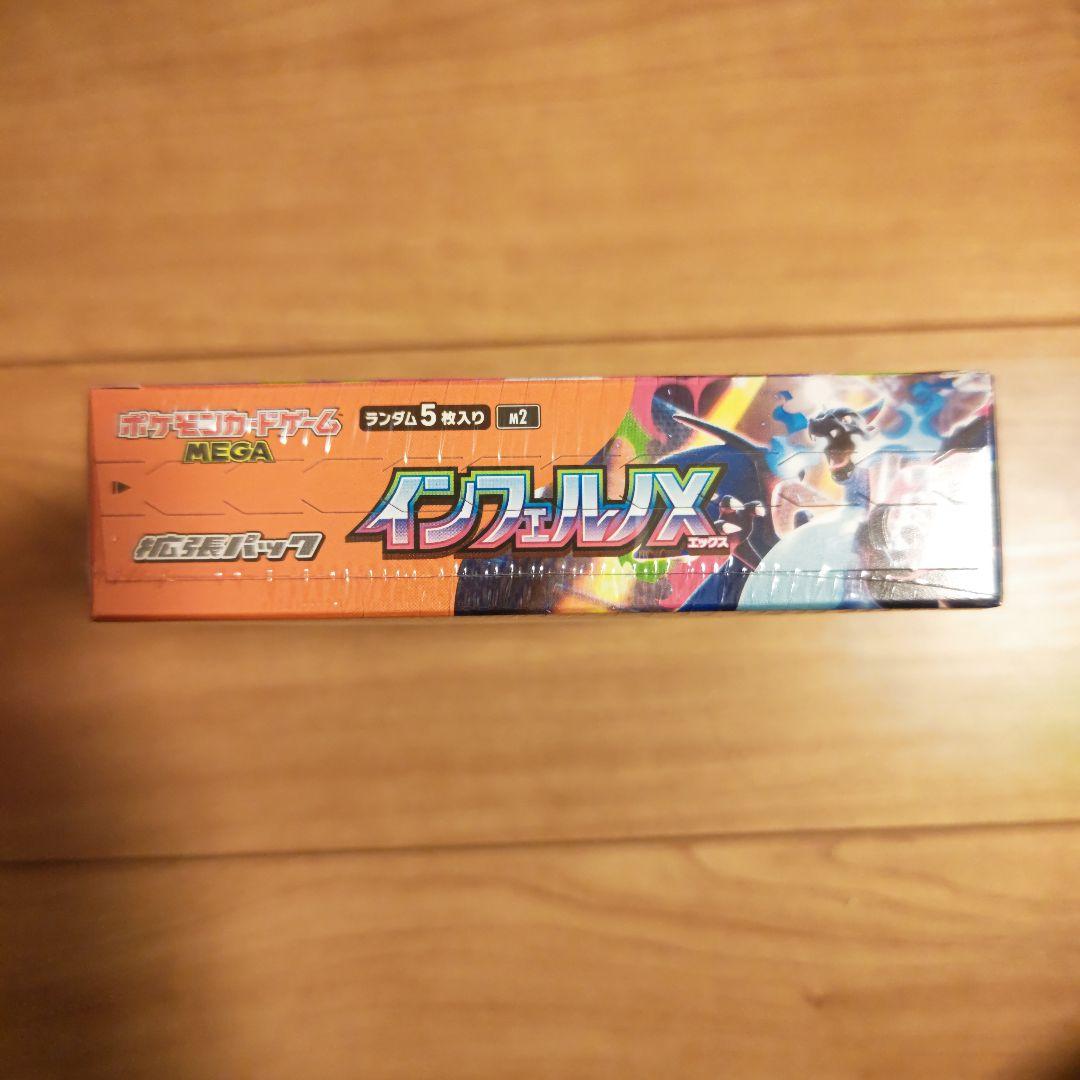 ポケモンカードゲーム
MEGA
ランダム5枚入り
M2
インフェルノX
エックス
拡張パック